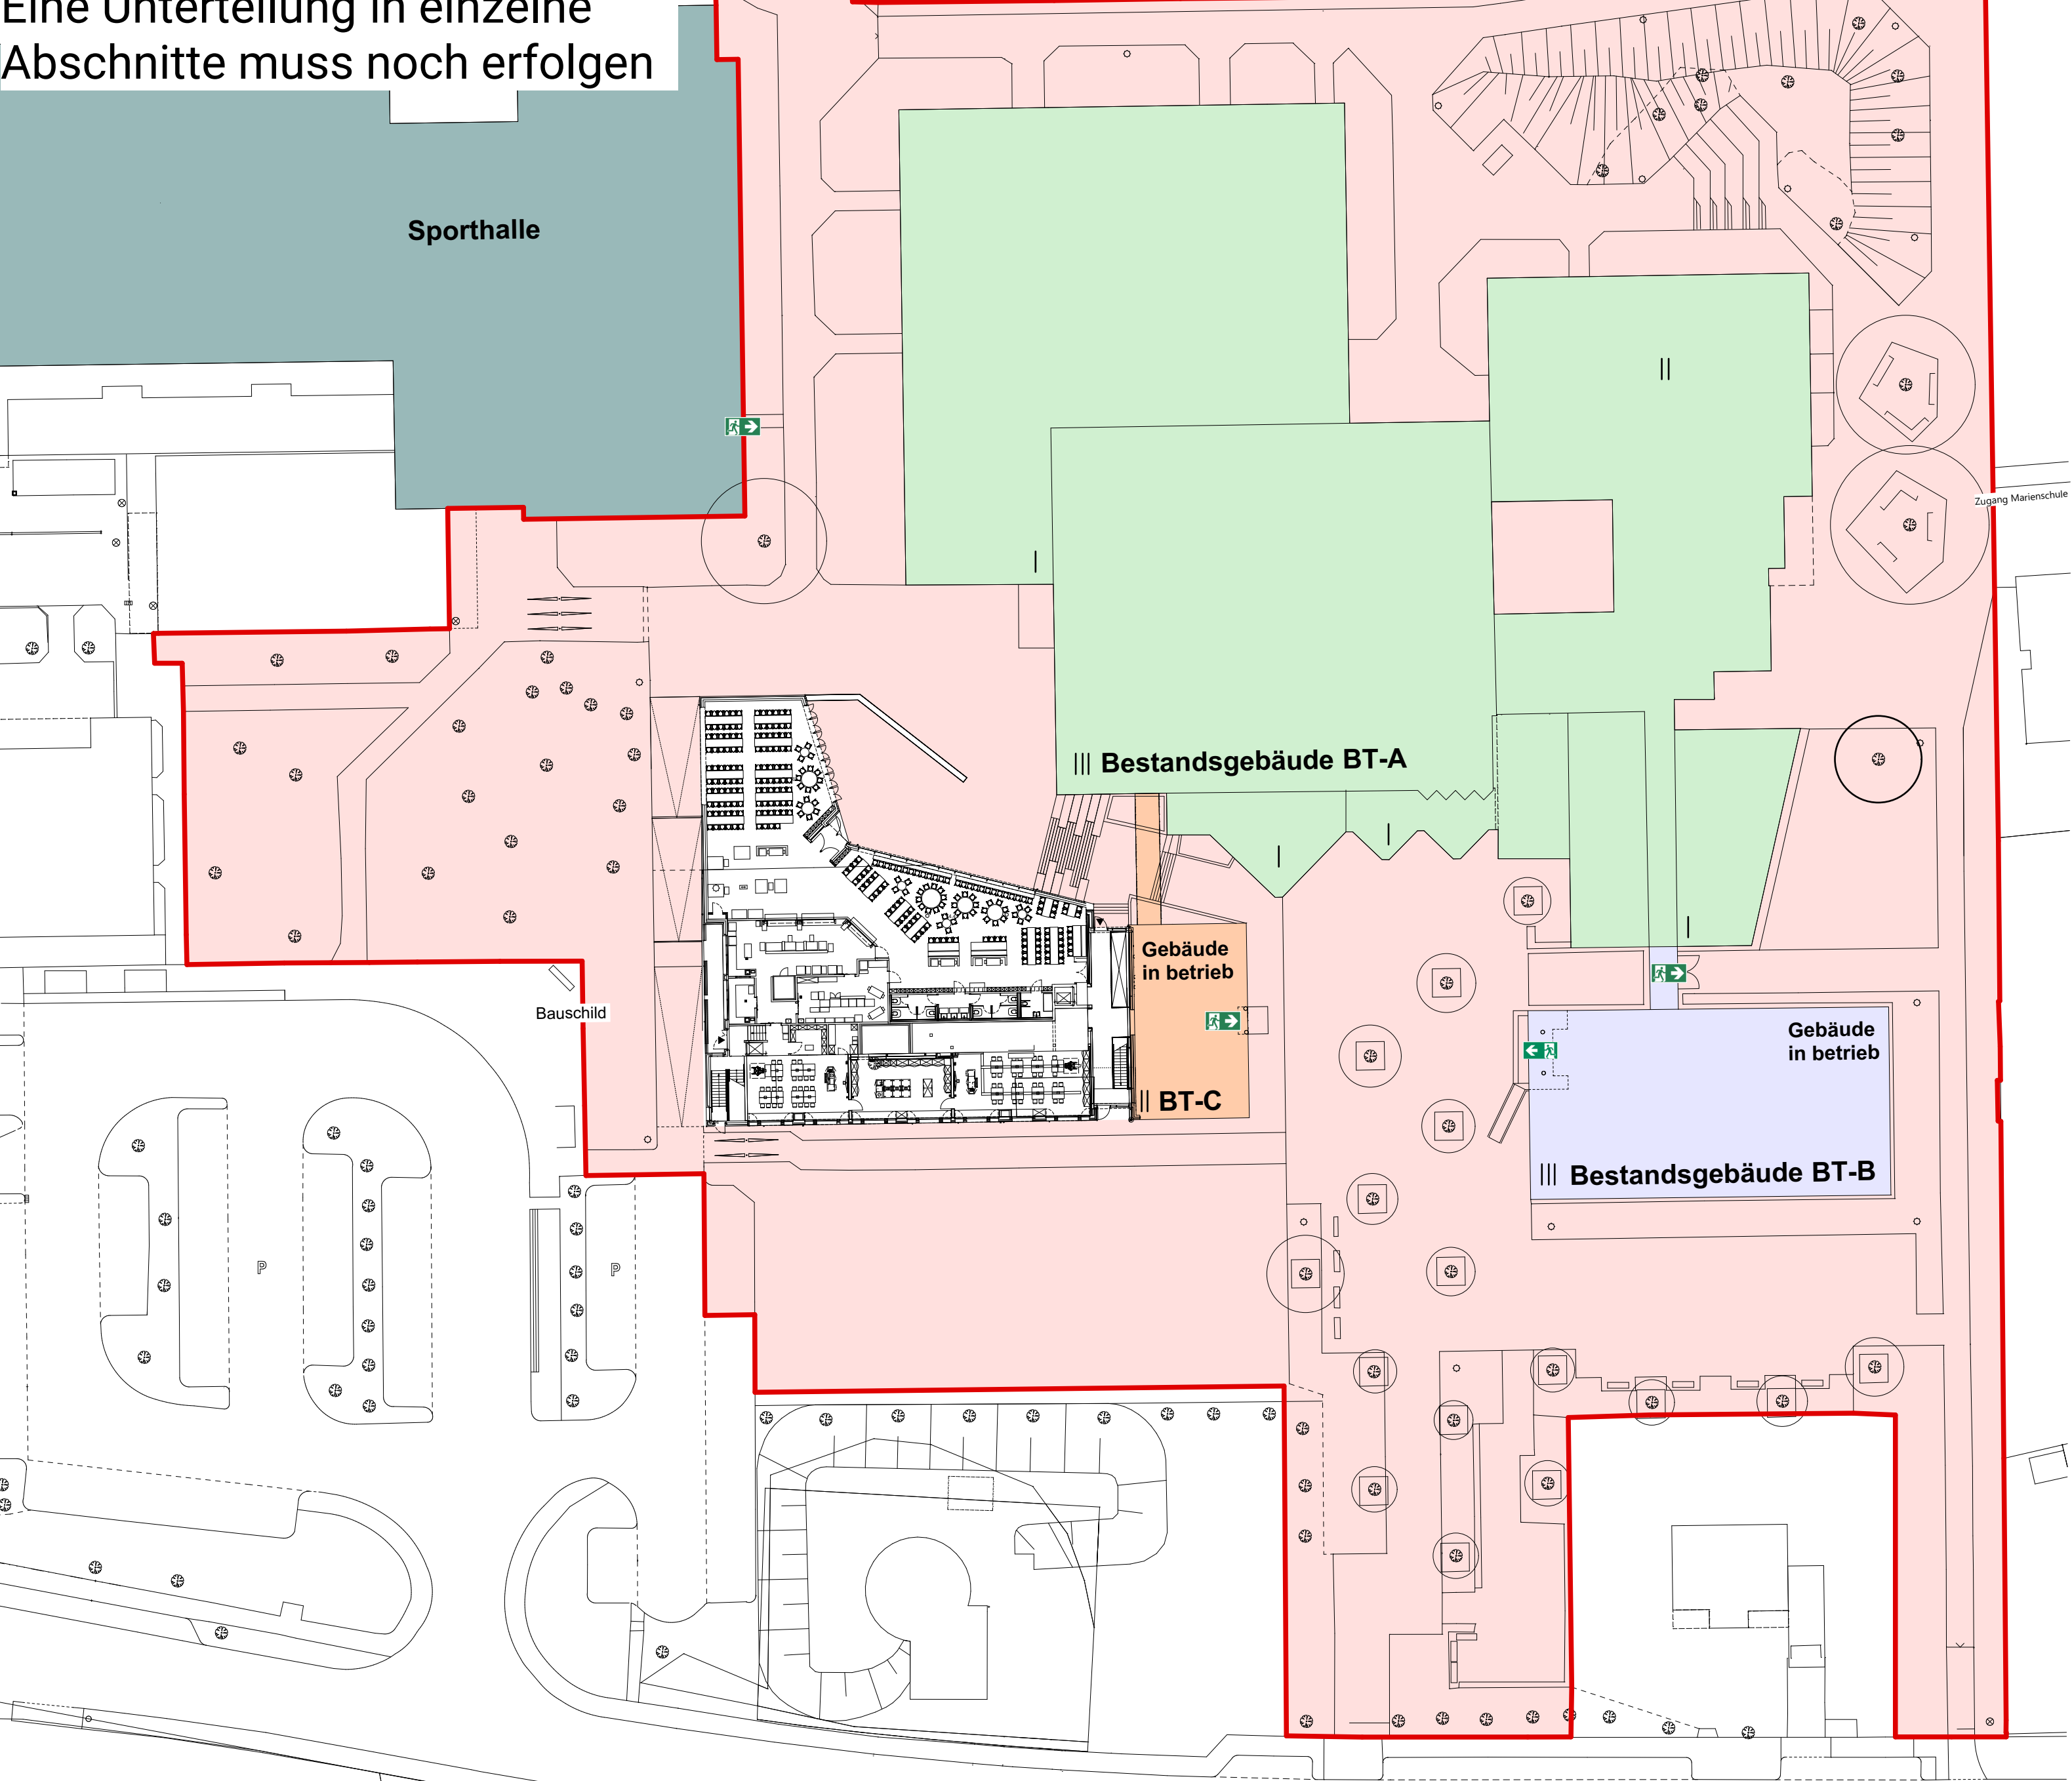 Eine Unterteilung in einzelne
Abschnitte muss noch erfolgen
Sporthalle
||
Zugang Marienschule
|
||| Bestandsgebäude BT-A
|
|
|
Gebäude
in betrieb
Bauschild
Gebäude
in betrieb
|| BT-C
||| Bestandsgebäude BT-B
P
P